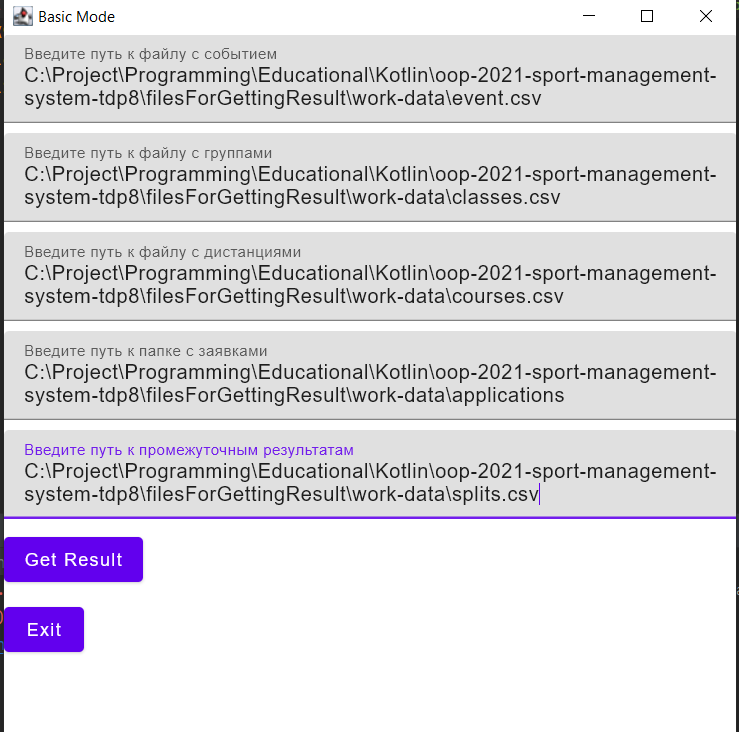 Basic Mode
Введите путь к файлу с событием
C:\Project\Programming\Educational\Kotlin\oop-2021-sport-management-
system-tdp8\filesForGettingResult\work-data\event.csv
Введите путь к файлу с группами
C:\Project\Programming\Educational\Kotlin\oop-2021-sport-management-
system-tdp8\filesForGettingResult\work-data\classes.csv
Введите путь к файлу с дистанциями
C:\Project\Programming\Educational\Kotlin\oop-2021-sport-management-
system-tdp8\filesForGettingResult\work-data\courses.csv
Введите путь к папке с заявками
C:\Project\Programming\Educational\Kotlin\oop-2021-sport-management-
system-tdp8\filesForGettingResult\work-data\applications
Введите путь к промежуточным результатам
C:\Project\Programming\Educational\Kotlin\oop-2021-sport-management-
system-tdp8\filesForGettingResult\work-data\splits.csv
Get Result
Exit